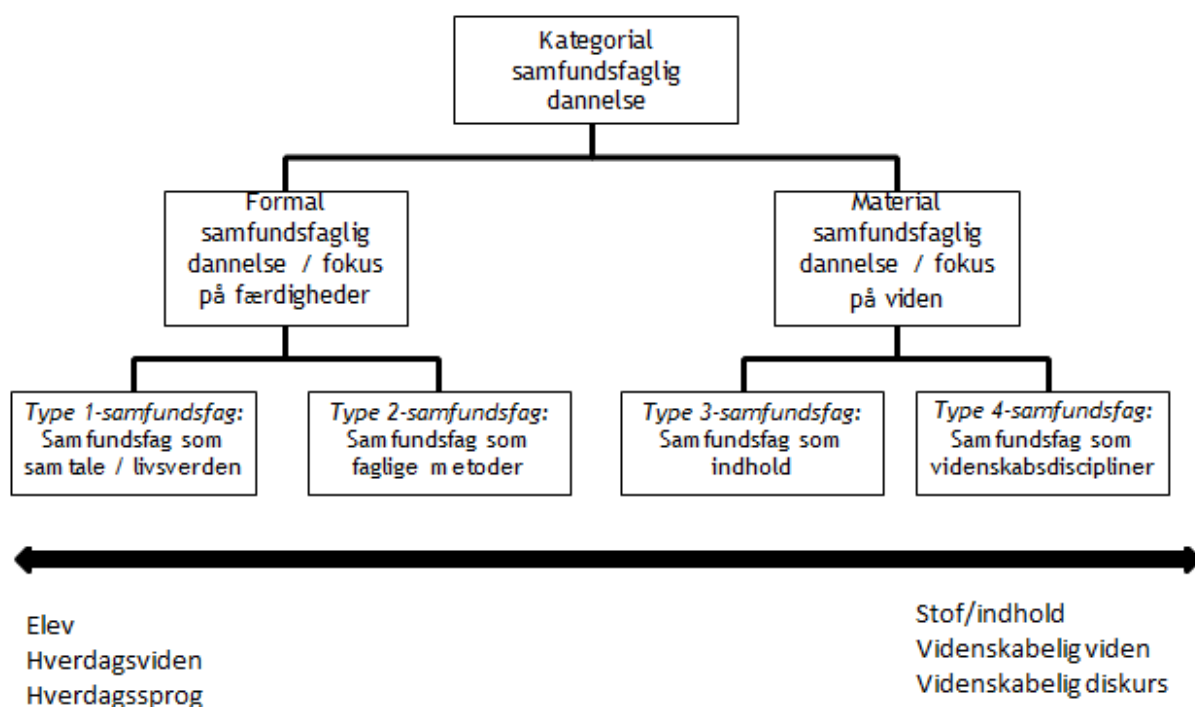 Kategorial
samfundsfaglig
dannelse
Formal
samfundsfaglig
dannelse / fokus
på færdigheder
Material
samfundsfaglig
dannelse / fokus
på viden
Type 1-samfundsfag:
Samfundsfag som
samtale / livsverden
Type 2-samfundsfag:
Samfundsfag som
faglige metoder
Type 3-samfundsfag:
Samfundsfag som
indhold
Type 4-samfundsfag:
Samfundsfag som
videnskabsdiscipliner
Elev
Hverdagsviden
Hverdagssprog
Stof/indhold
Videnskabelig viden
Videnskabelig diskurs